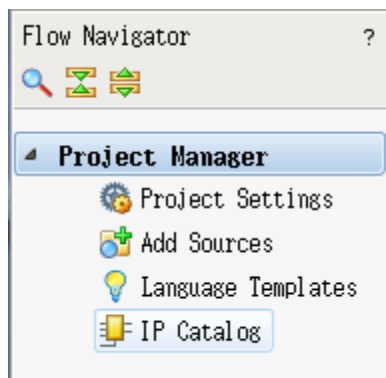 Flow Navigator ?
Project Manager
Project Settings
Add Sources
Language Templates
IP Catalog